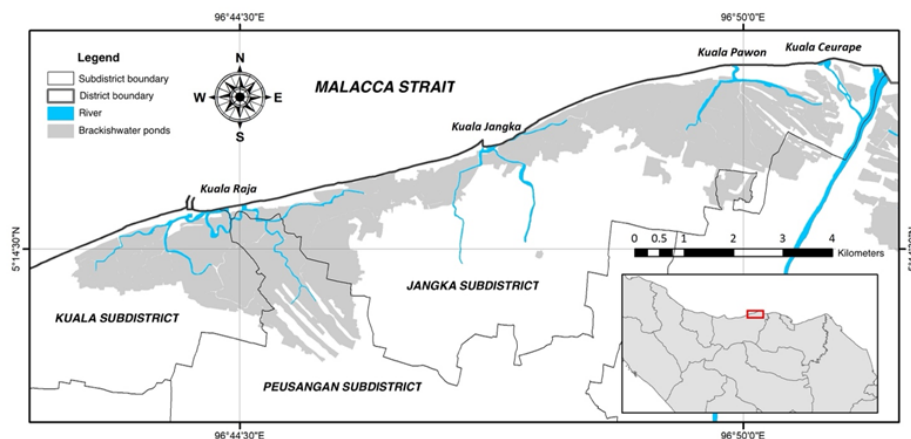 96°44'30"E
96°50'0"E
Legend
Subdistrict boundary
District boundary
River
Brackishwater ponds
N
W
E
S
MALACCA STRAIT
Kuala Pawon
Kuala Ceurape
Kuala Jangka
Kuala Raja
5°14'30"N
0 0.5 1 2 3 4
Kilometers
JANGKA SUBDISTRICT
KUALA SUBDISTRICT
PEUSANGAN SUBDISTRICT
96°44'30"E
96°50'0"E